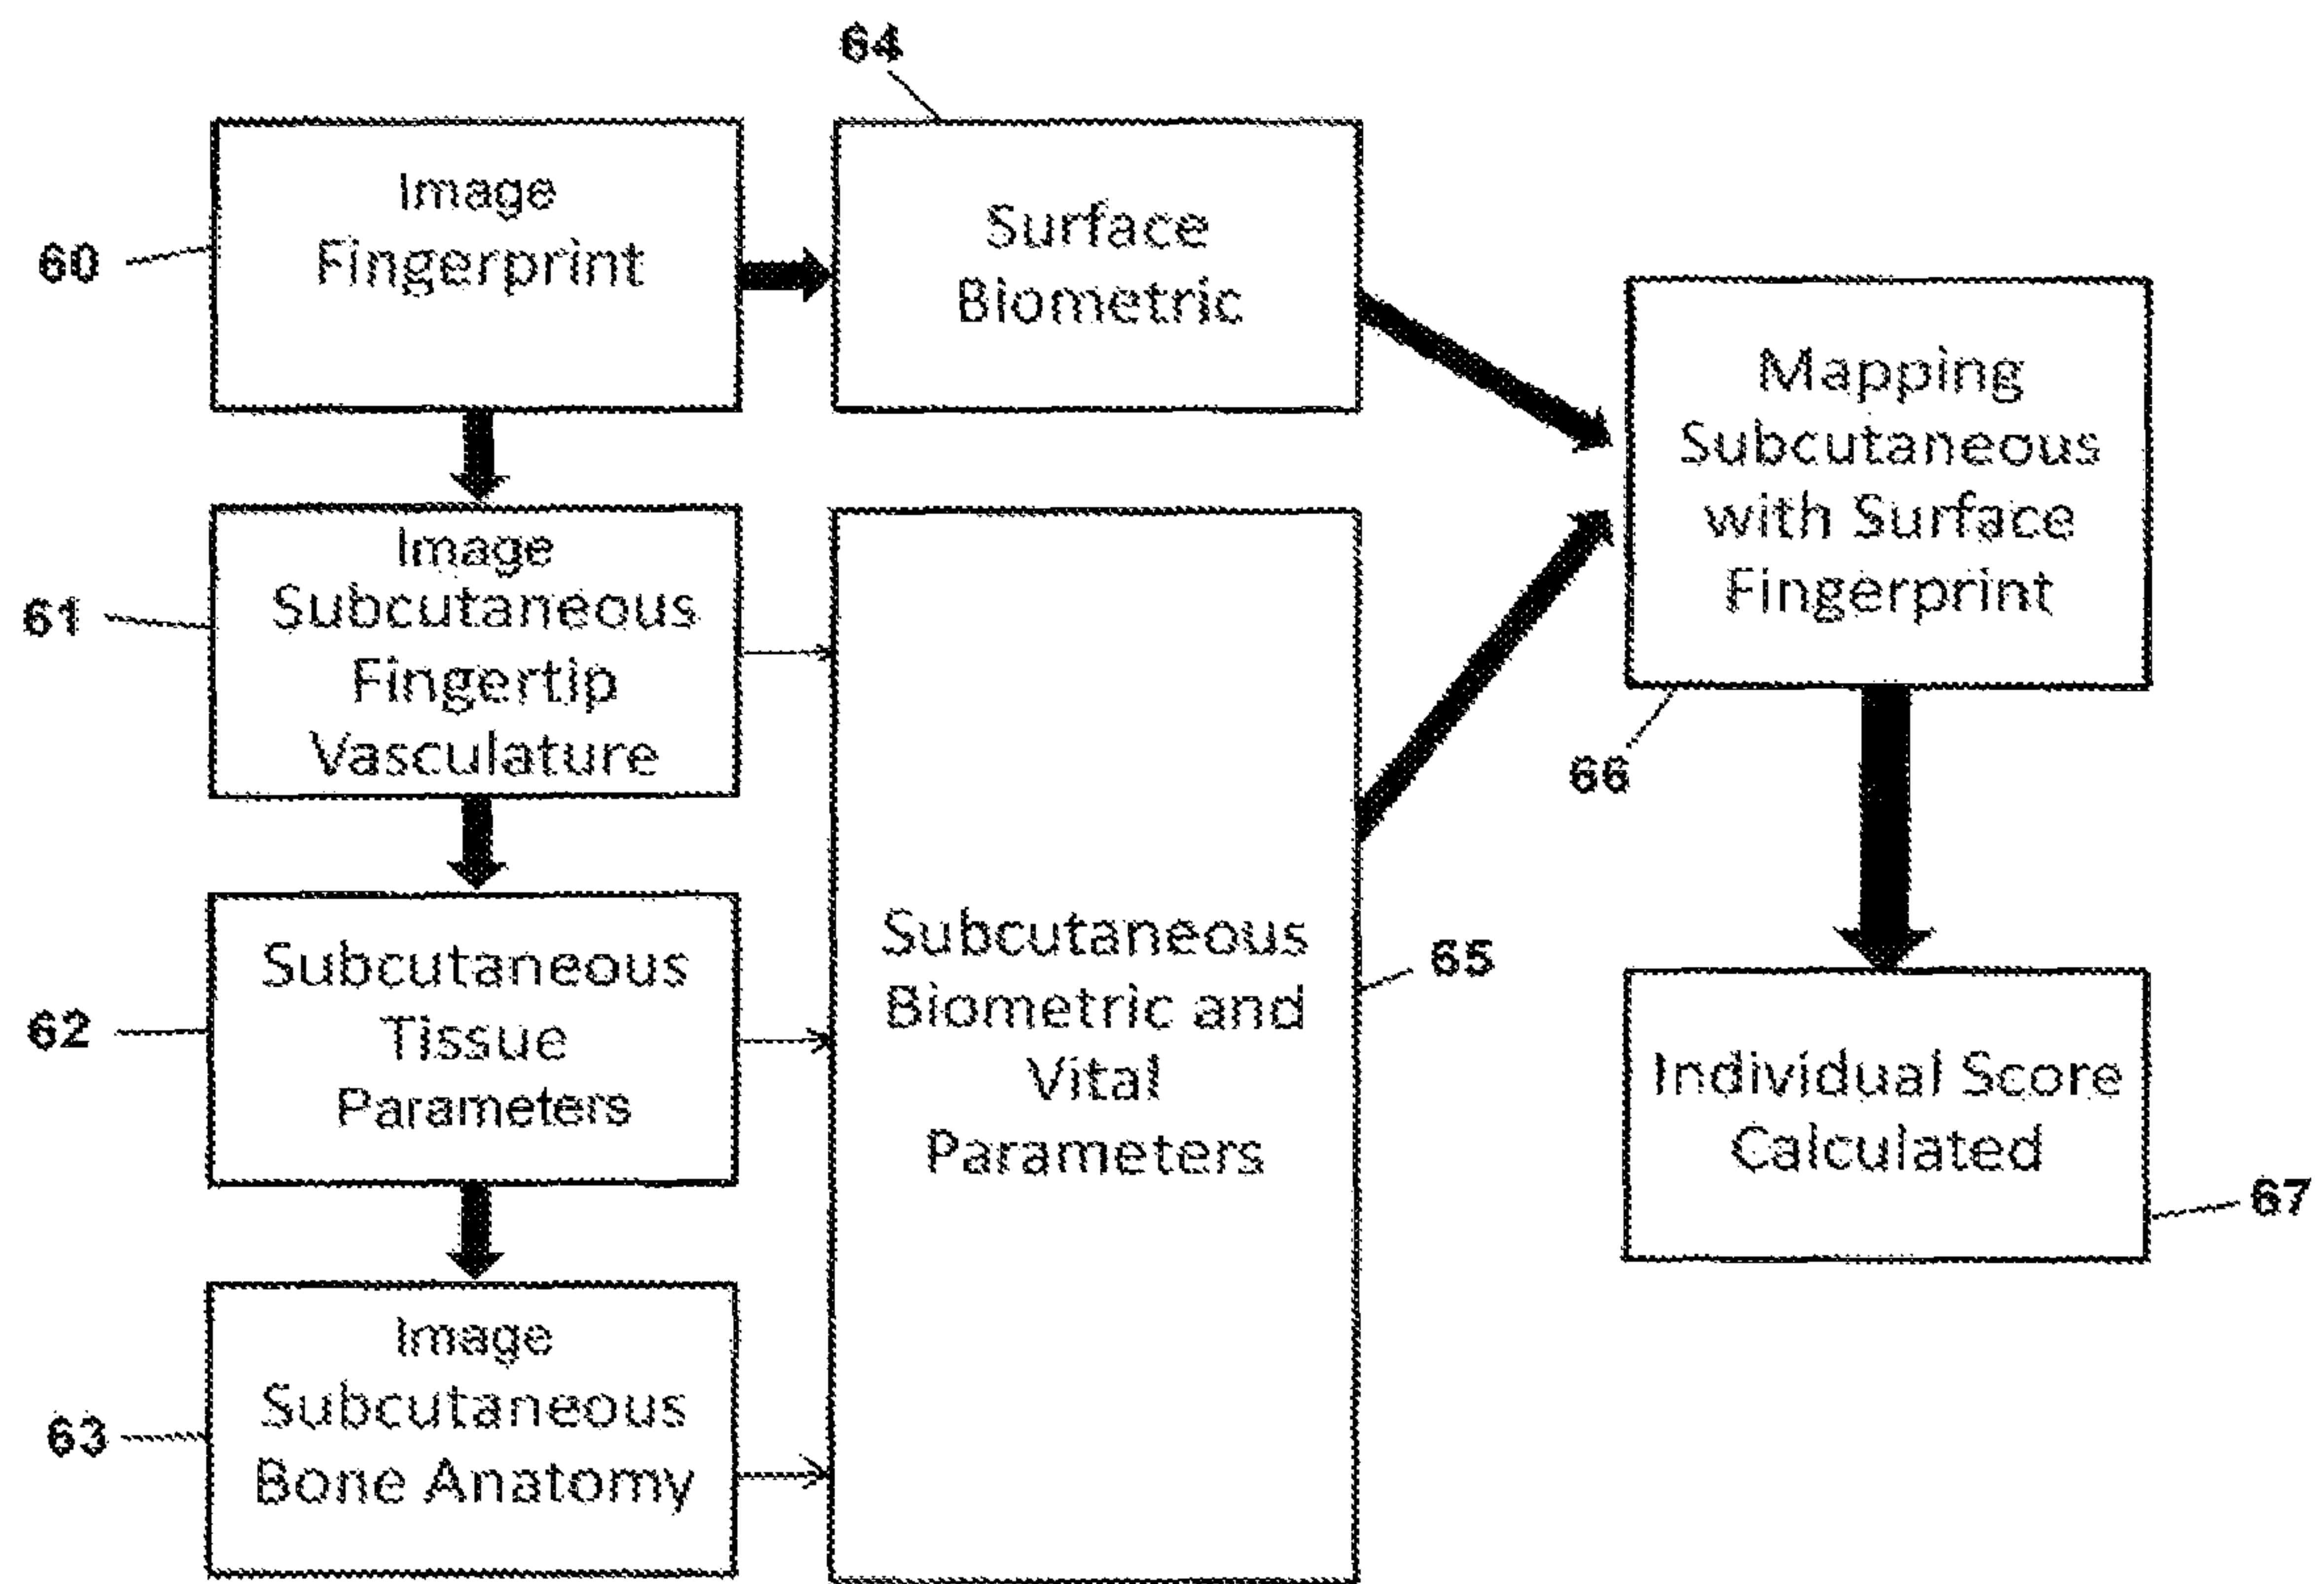 64
60
Image
Fingerprint
Surface
Biometric
Mapping
Subcutaneous
with Surface
Fingerprint
66
61
Image
Subcutaneous
Fingertip
Vasculature
62
Subcutaneous
Tissue
Parameters
63
Image
Subcutaneous
Bone Anatomy
Subcutaneous
Biometric and
Vital
Parameters
65
Individual Score
Calculated
67